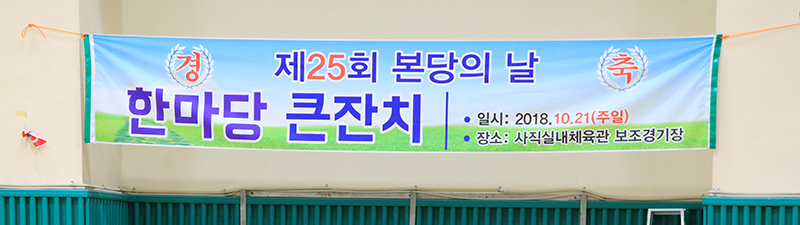 경 제25회 본당의 날 축
한마당 큰잔치
• 일시: 2018.10.21(주일)
• 장소: 사직실내체육관 보조경기장